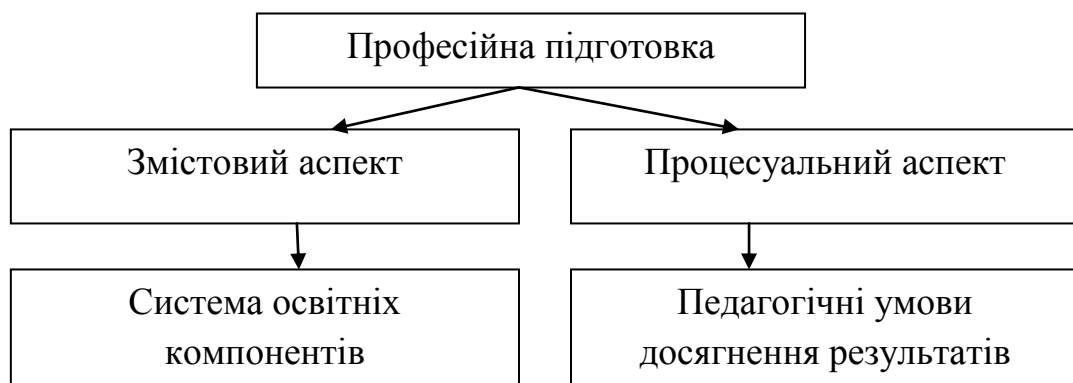 Професійна підготовка
Змістовий аспект
Процесуальний аспект
Система освітніх
компонентів
Педагогічні умови
досягнення результатів